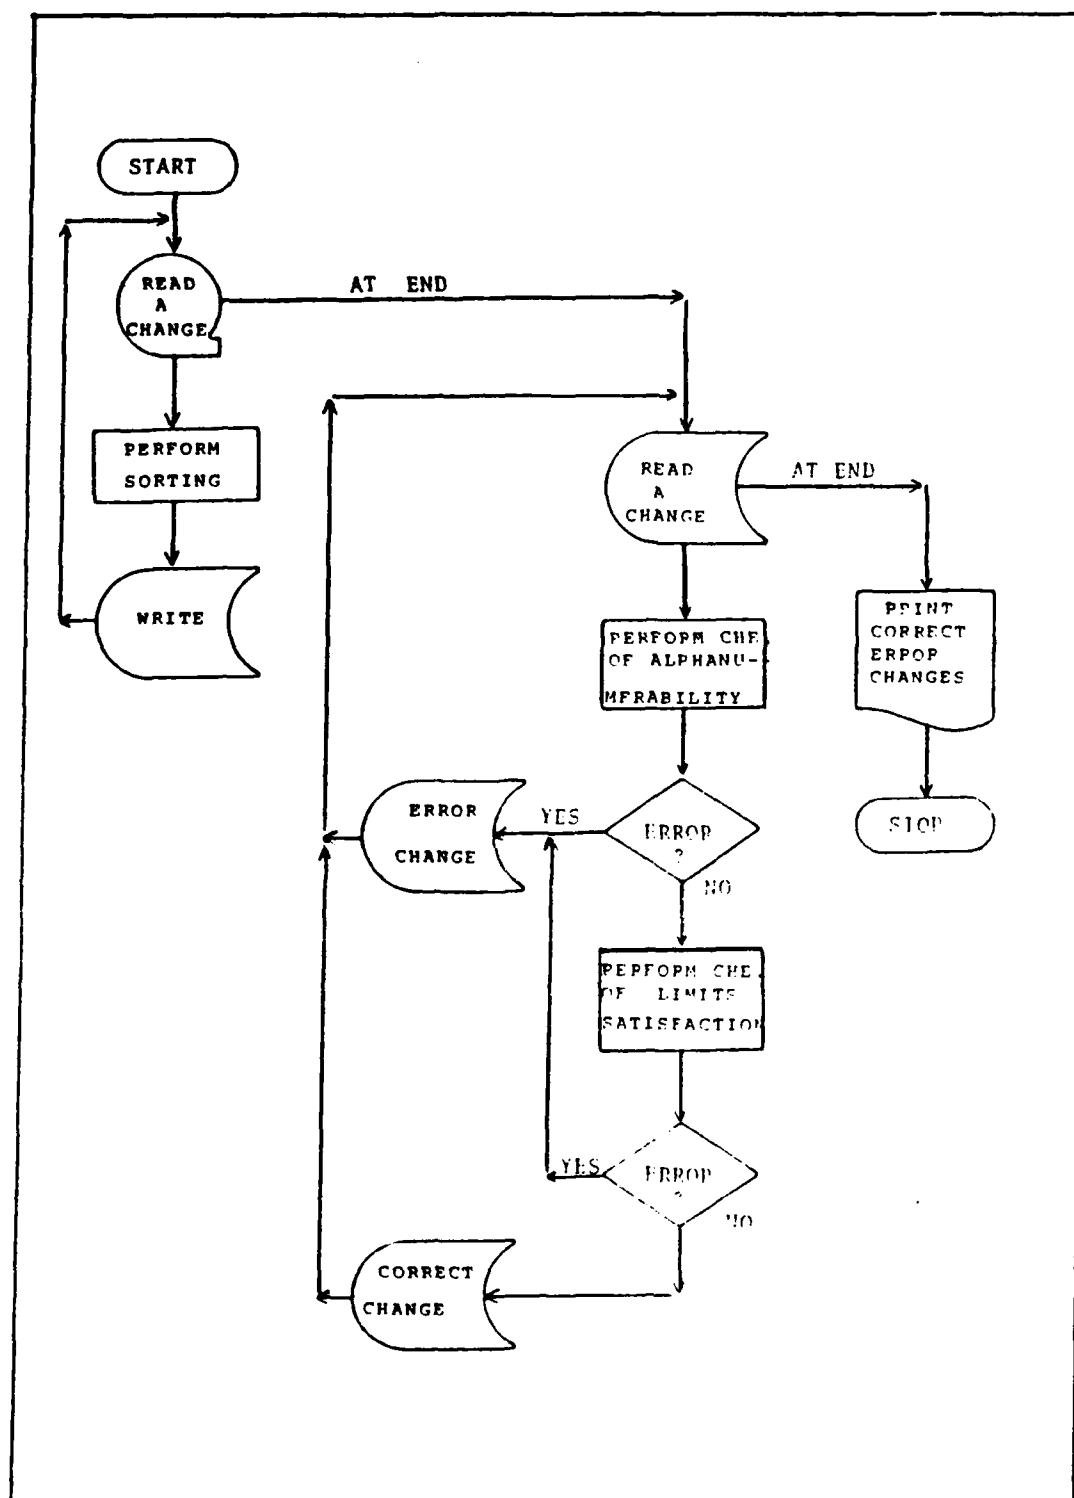 START
READ
A
CHANGE
AT END
PERFORM
SORTING
WRITE
READ
A
CHANGE
AT END
PRINT
CORRECT
ERROR
CHANGES
STOP
PERFORM CHE
OF ALPHANU-
MERABILITY
ERROR
?
YES
NO
ERROR
CHANGE
PERFORM CHE
OF LIMITS
SATISFACTION
ERROR
?
YES
NO
CORRECT
CHANGE